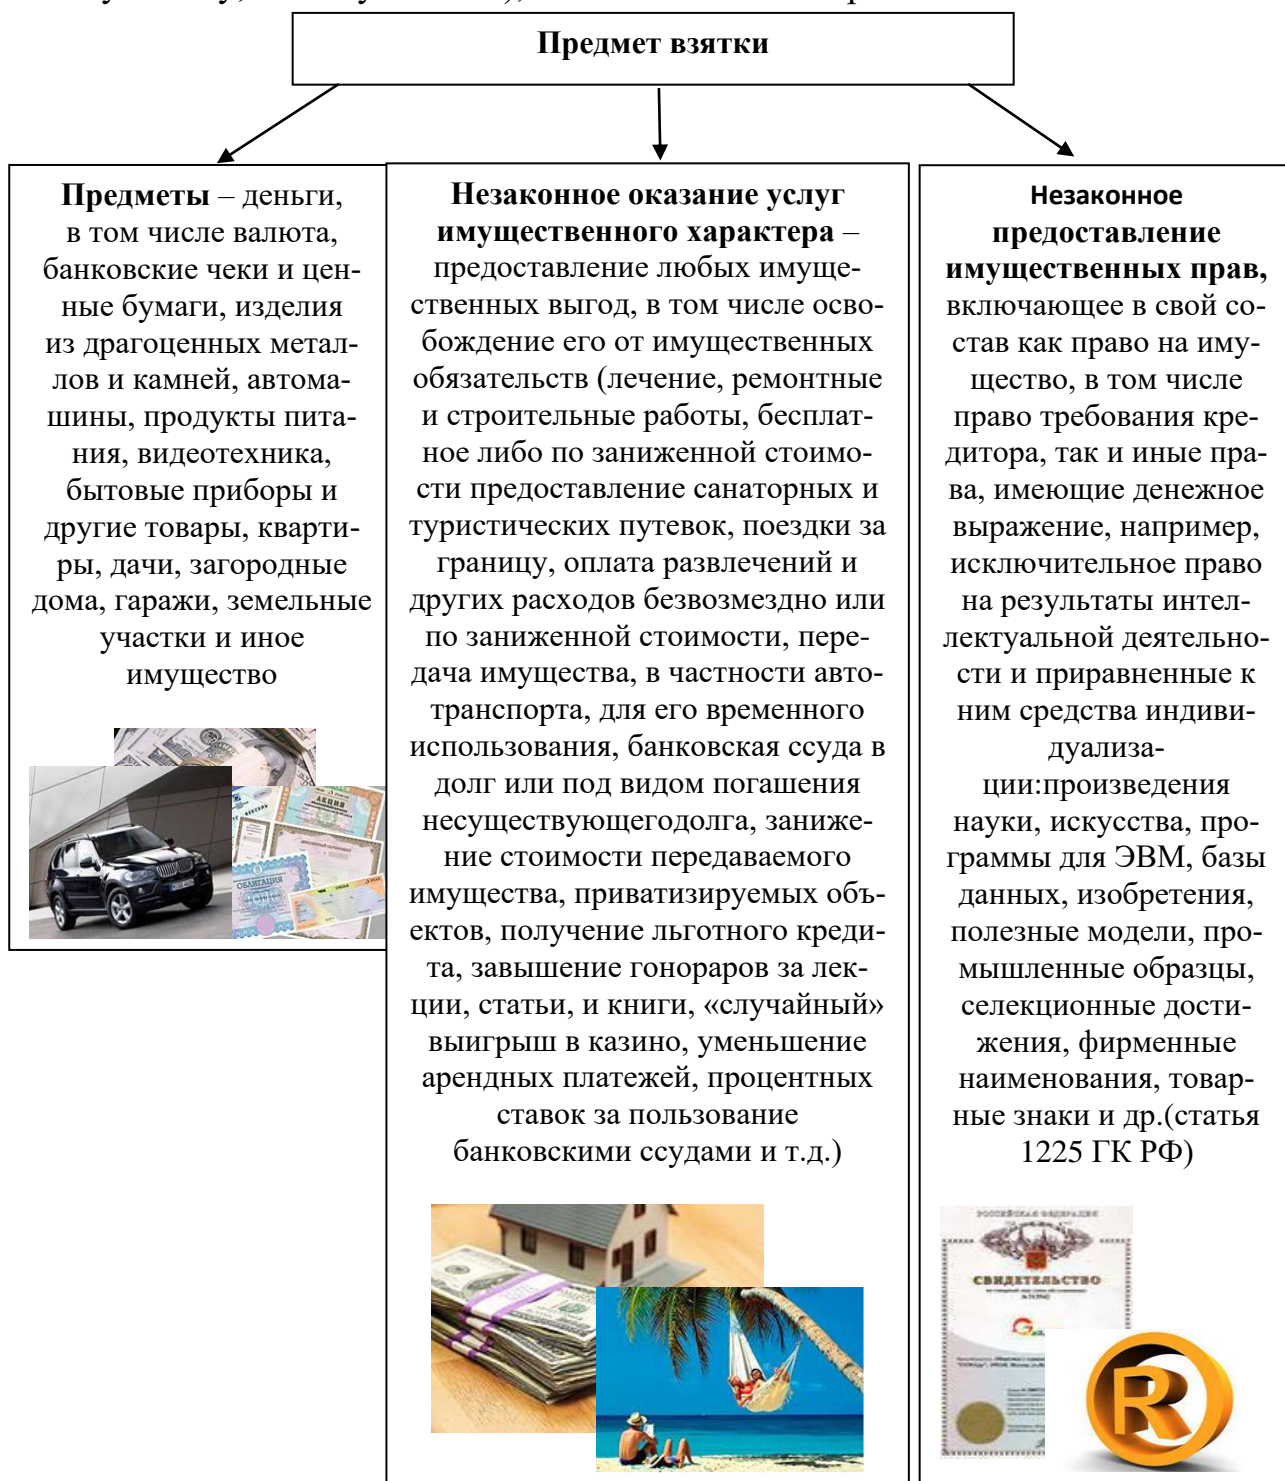 Предмет взятки
Предметы – деньги,
в том числе валюта,
банковские чеки и цен-
ные бумаги, изделия
из драгоценных метал-
лов и камней, автома-
шины, продукты пита-
ния, видеотехника,
бытовые приборы и
другие товары, кварти-
ры, дачи, загородные
дома, гаражи, земельные
участки и иное
имущество
АКЦИЯ
ОБЛИГАЦИЯ
Незаконное оказание услуг
имущественного характера –
предоставление любых имуще-
ственных выгод, в том числе осво-
бождение его от имущественных
обязательств (лечение, ремонтные
и строительные работы, бесплат-
ное либо по заниженной стоимо-
сти предоставление санаторных и
туристических путевок, поездки за
границу, оплата развлечений и
других расходов безвозмездно или
по заниженной стоимости, пере-
дача имущества, в частности авто-
транспорта, для его временного
использования, банковская ссуда в
долг или под видом погашения
несуществующегодолга, заниже-
ние стоимости передаваемого
имущества, приватизируемых объ-
ектов, получение льготного креди-
та, завышение гонораров за лек-
ции, статьи, и книги, «случайный»
выигрыш в казино, уменьшение
арендных платежей, процентных
ставок за пользование
банковскими ссудами и т.д.)
Незаконное
предоставление
имущественных прав,
включающее в свой со-
став как право на иму-
щество, в том числе
право требования кре-
дитора, так и иные пра-
ва, имеющие денежное
выражение, например,
исключительное право
на результаты интел-
лектуальной деятельно-
сти и приравненные к
ним средства индиви-
дуализа-
ции:произведения
науки, искусства, про-
граммы для ЭВМ, базы
данных, изобретения,
полезные модели, про-
мышленные образцы,
селекционные дости-
жения, фирменные
наименования, товар-
ные знаки и др.(статья
1225 ГК РФ)
РОССИЙСКАЯ ФЕДЕРАЦИЯ
СВИДЕТЕЛЬСТВО
R